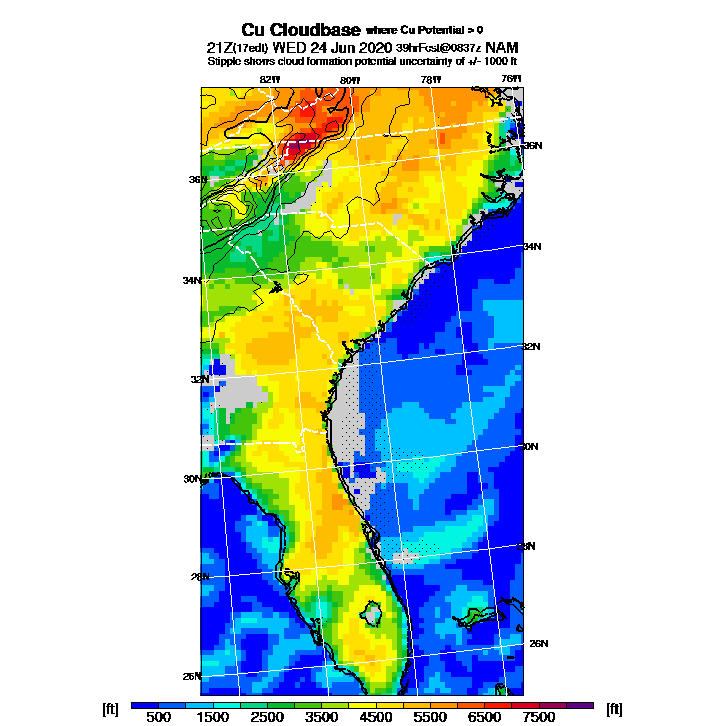 Cu Cloudbase where Cu Potential > 0
21Z(17edt) WED 24 Jun 2020 39hrFcst@0837z NAM
Stipple shows cloud formation potential uncertainty of +/- 1000 ft
82W 80W 78W 76W
36N
36N
34N
34N
32N
32N
30N
30N
28N
28N
26N
26N
[ft] 500 1500 2500 3500 4500 5500 6500 7500 [ft]